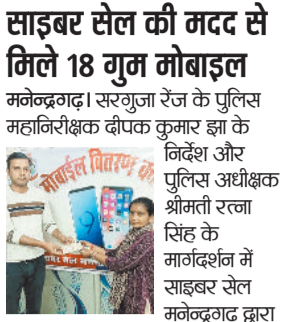 साइबर सेल की मदद से
मिले 18 गुम मोबाइल
मनेन्द्रगढ़। सरगुजा रेंज के पुलिस
महानिरीक्षक दीपक कुमार झा के
निर्देश और
पुलिस अधीक्षक
श्रीमती रत्ना
सिंह के
मार्गदर्शन में
साइबर सेल
मनेन्द्रगढ द्वारा
मोबाईल वितरण